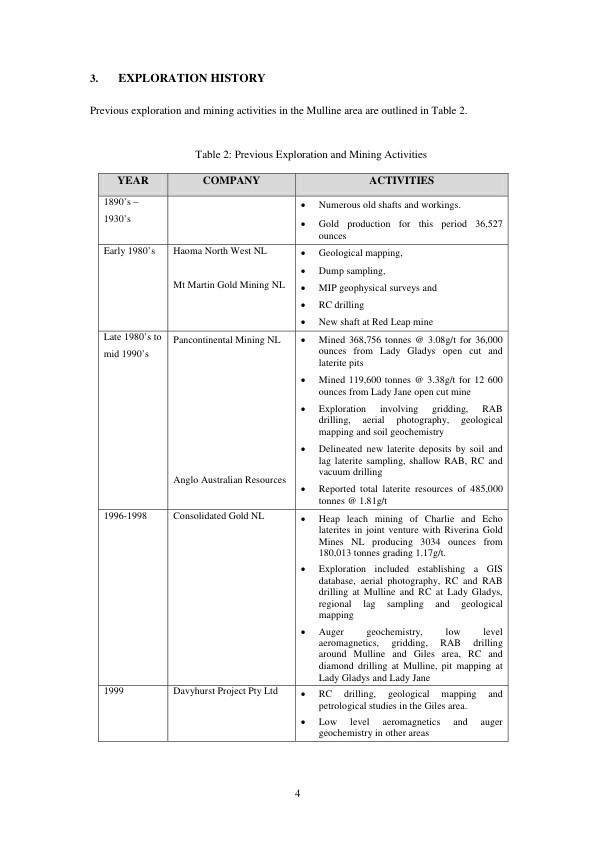 3. EXPLORATION HISTORY
Previous exploration and mining activities in the Mulline area are outlined in Table 2.
Table 2: Previous Exploration and Mining Activities
YEAR COMPANY ACTIVITIES
1890’s –
1930’s
• Numerous old shafts and workings.
• Gold production for this period 36,527
ounces
Early 1980’s
Haoma North West NL
Mt Martin Gold Mining NL
• Geological mapping,
• Dump sampling,
• MIP geophysical surveys and
• RC drilling
• New shaft at Red Leap mine
Late 1980’s to
mid 1990’s
Pancontinental Mining NL
Anglo Australian Resources
• Mined 368,756 tonnes @ 3.08g/t for 36,000
ounces from Lady Gladys open cut and
laterite pits
• Mined 119,600 tonnes @ 3.38g/t for 12 600
ounces from Lady Jane open cut mine
• Exploration involving gridding, RAB
drilling, aerial photography, geological
mapping and soil geochemistry
• Delineated new laterite deposits by soil and
lag laterite sampling, shallow RAB, RC and
vacuum drilling
• Reported total laterite resources of 485,000
tonnes @ 1.81g/t
1996-1998
Consolidated Gold NL
• Heap leach mining of Charlie and Echo
laterites in joint venture with Riverina Gold
Mines NL producing 3034 ounces from
180,013 tonnes grading 1.17g/t.
• Exploration included establishing a GIS
database, aerial photography, RC and RAB
drilling at Mulline and RC at Lady Gladys,
regional lag sampling and geological
mapping
• Auger geochemistry, low level
aeromagnetics, gridding, RAB drilling
around Mulline and Giles area, RC and
diamond drilling at Mulline, pit mapping at
Lady Gladys and Lady Jane
1999
Davyhurst Project Pty Ltd
• RC drilling, geological mapping and
petrological studies in the Giles area.
• Low level aeromagnetics and auger
geochemistry in other areas
4